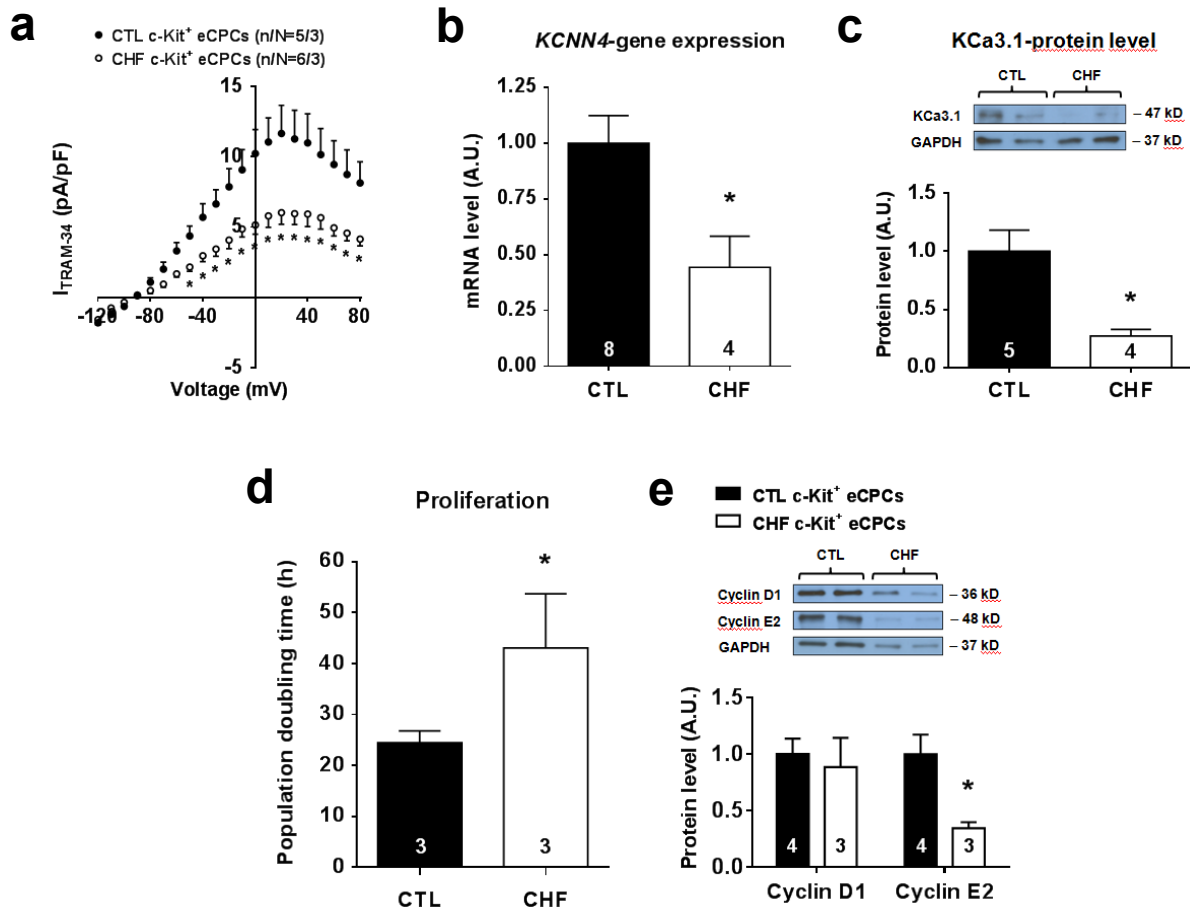 a
CTL c-Kit+ eCPCs (n/N=5/3)
CHF c-Kit+ eCPCs (n/N=6/3)
15
10
5
-5
-120 -80 -40 0 40 80
ITRAM-34 (pA/pF)
Voltage (mV)
* * * * * * * * * * * * * *
b
KCNN4-gene expression
mRNA level (A.U.)
1.25
1.00
0.75
0.50
0.25
0.00
*
8 4
CTL CHF
c
KCa3.1-protein level
CTL CHF
KCa3.1 – 47 kD
GAPDH – 37 kD
Protein level (A.U.)
1.5
1.0
0.5
0.0
*
5 4
CTL CHF
d
Proliferation
Population doubling time (h)
60
50
40
30
20
10
0
*
3 3
CTL CHF
e
CTL c-Kit+ eCPCs
CHF c-Kit+ eCPCs
CTL CHF
Cyclin D1 – 36 kD
Cyclin E2 – 48 kD
GAPDH – 37 kD
Protein level (A.U.)
1.5
1.0
0.5
0.0
*
4 3 4 3
Cyclin D1 Cyclin E2